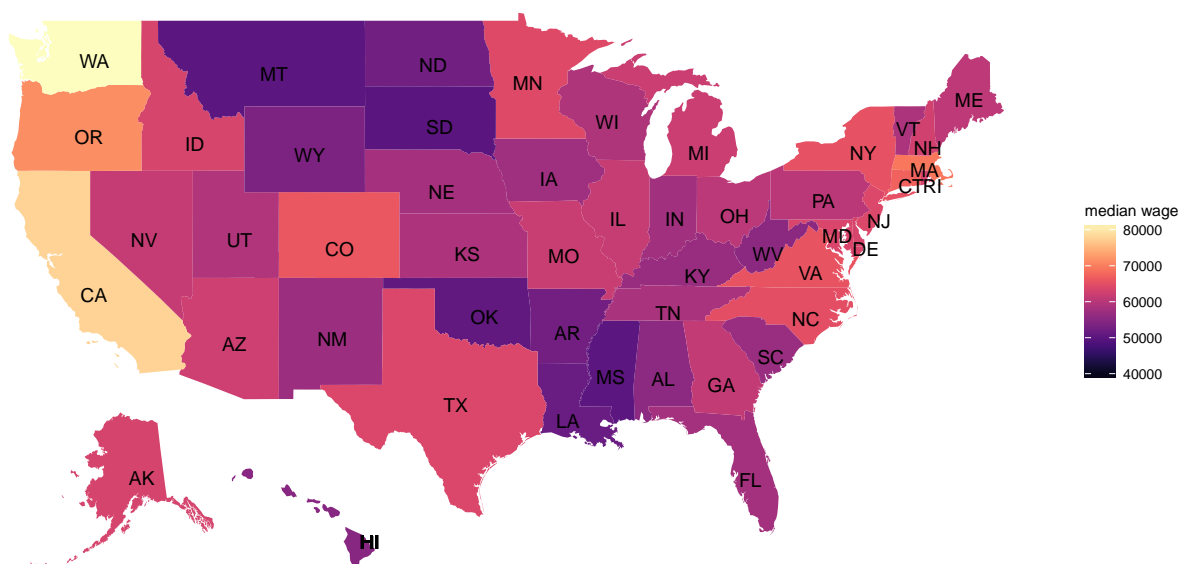 WA
MT
ND
MN
ME
OR
ID
WY
SD
WI
MI
NY
VT
NH
MA
CT
RI
IA
NE
PA
NV
UT
CO
KS
MO
IL
IN
OH
NJ
MD
DE
WV
VA
KY
CA
AZ
NM
OK
AR
TN
NC
SC
TX
LA
MS
AL
GA
FL
AK
HI
median wage
80000
70000
60000
50000
40000